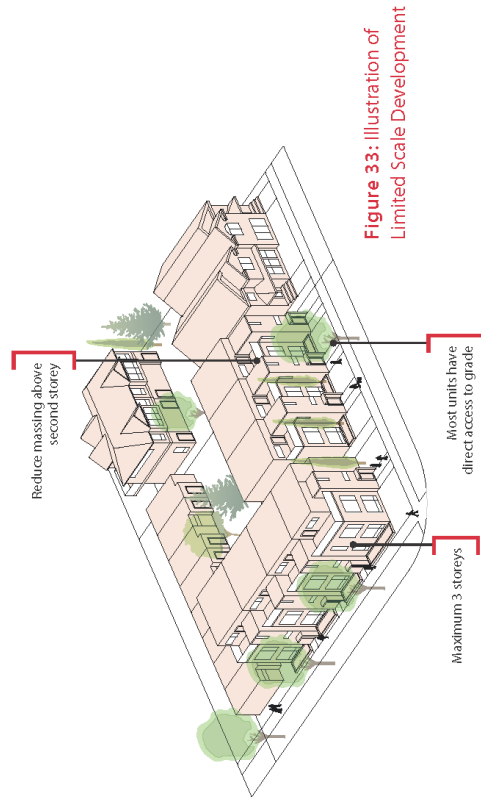 Reduce massing above
second storey
Maximum 3 storeys
Most units have
direct access to grade
Figure 33: Illustration of
Limited Scale Development